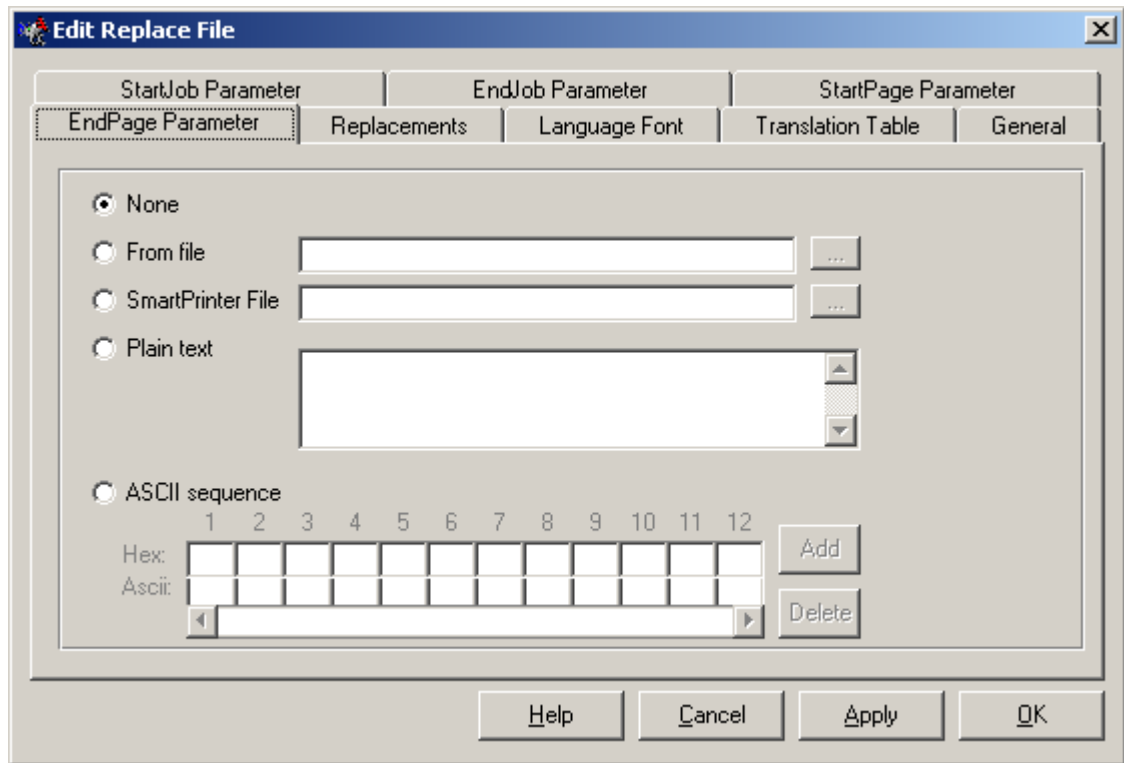 Edit Replace File
StartJob Parameter EndJob Parameter StartPage Parameter
EndPage Parameter Replacements Language Font Translation Table General
None
From file ...
SmartPrinter File ...
Plain text
ASCII sequence
1 2 3 4 5 6 7 8 9 10 11 12
Hex: Add
Ascii:
Delete
Help Cancel Apply OK